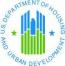 U.S. DEPARTMENT OF HOUSING
AND URBAN DEVELOPMENT